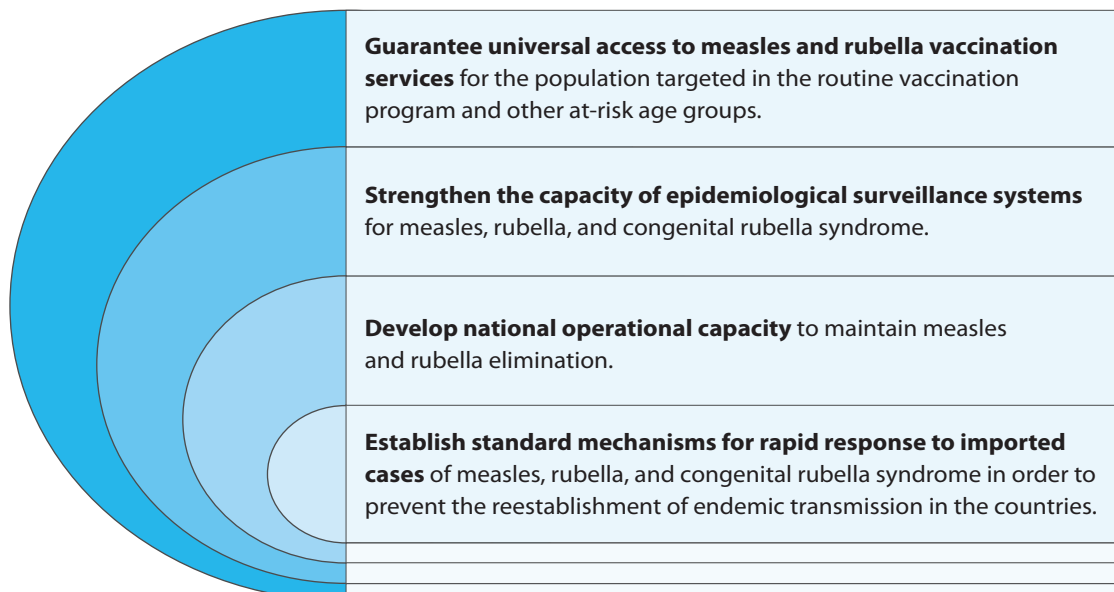 Guarantee universal access to measles and rubella vaccination
services for the population targeted in the routine vaccination
program and other at-risk age groups.
Strengthen the capacity of epidemiological surveillance systems
for measles, rubella, and congenital rubella syndrome.
Develop national operational capacity to maintain measles
and rubella elimination.
Establish standard mechanisms for rapid response to imported
cases of measles, rubella, and congenital rubella syndrome in order to
prevent the reestablishment of endemic transmission in the countries.